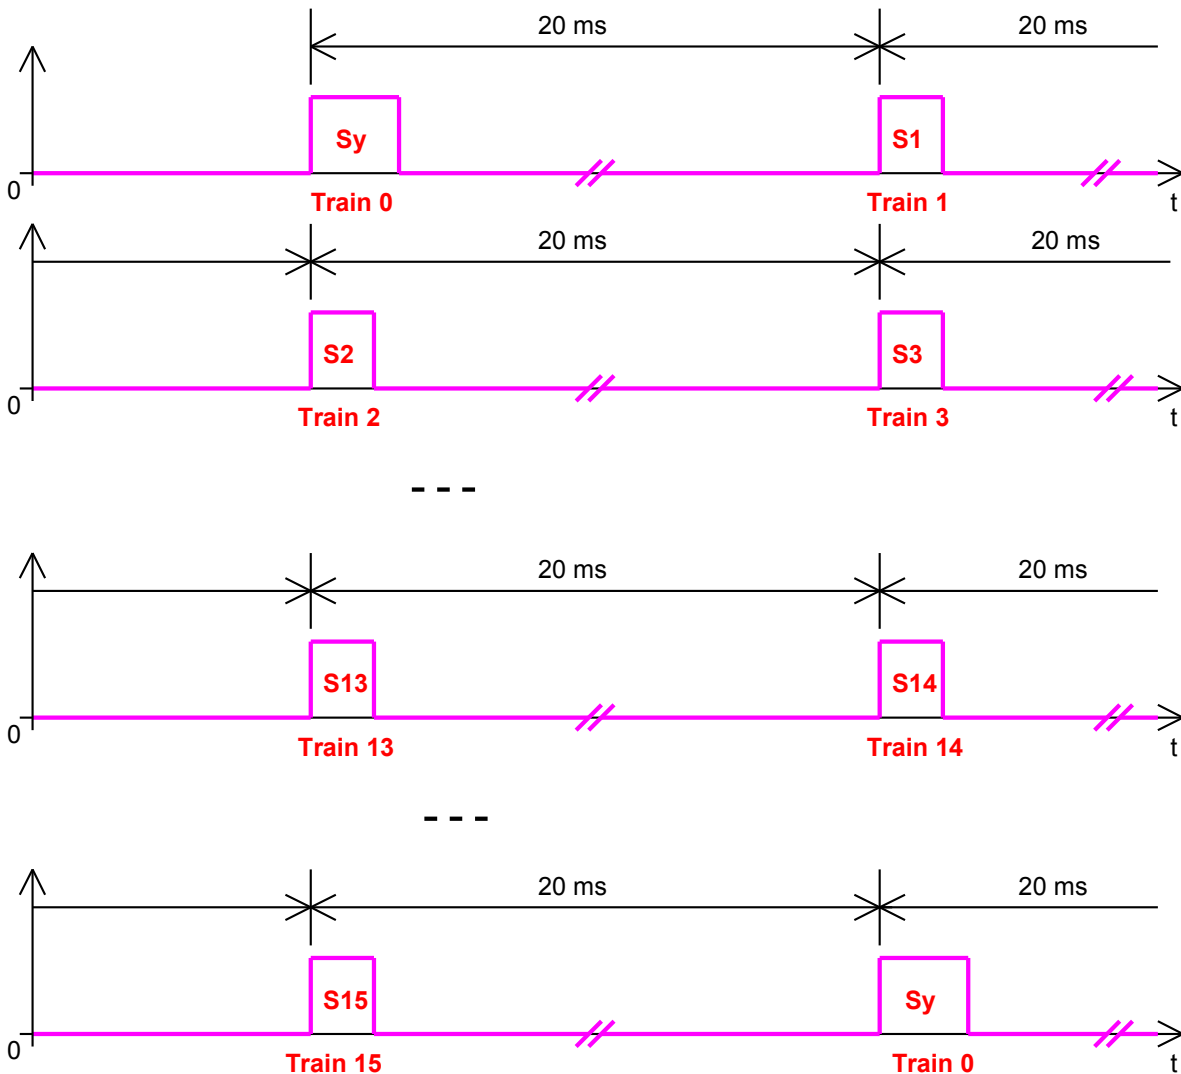 20 ms 20 ms
Sy S1
0
Train 0 Train 1 t
20 ms 20 ms
S2 S3
0
Train 2 Train 3 t
- - -
20 ms 20 ms
S13 S14
0
Train 13 Train 14 t
- - -
20 ms 20 ms
S15 Sy
0
Train 15 Train 0 t